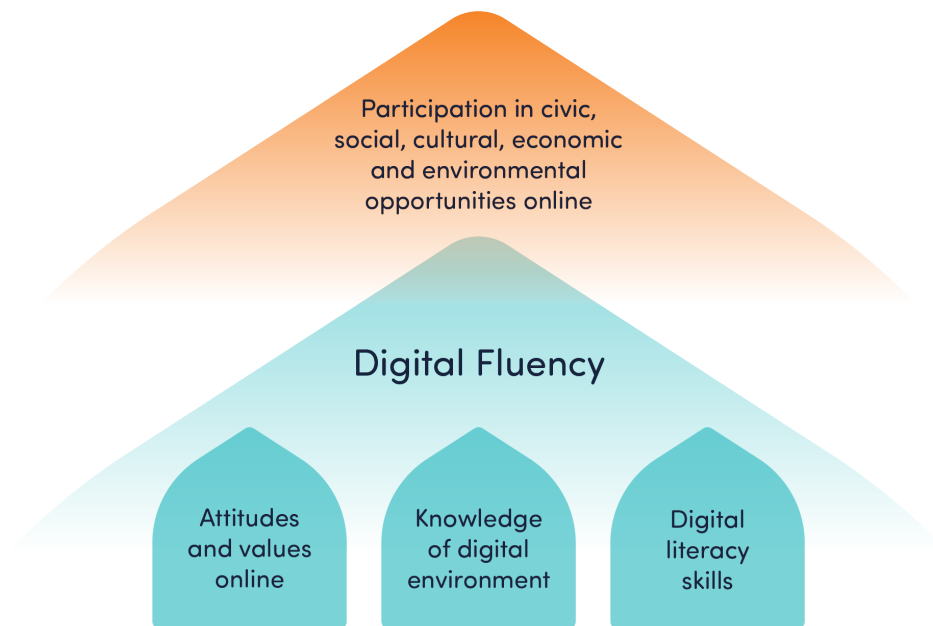 Participation in civic,
social, cultural, economic
and environmental
opportunities online
Digital Fluency
Attitudes
and values
online
Knowledge
of digital
environment
Digital
literacy
skills